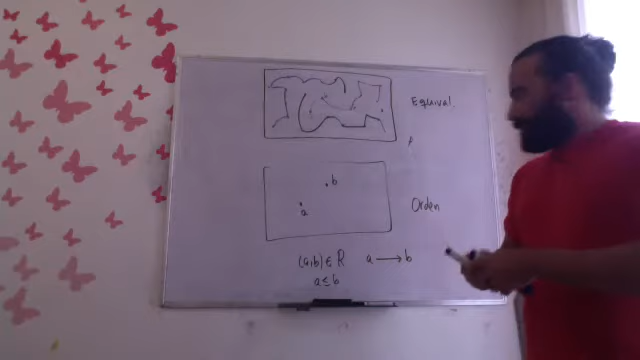 Equival.
b
a
Orden
(a,b) ∈ R a → b
a ≤ b